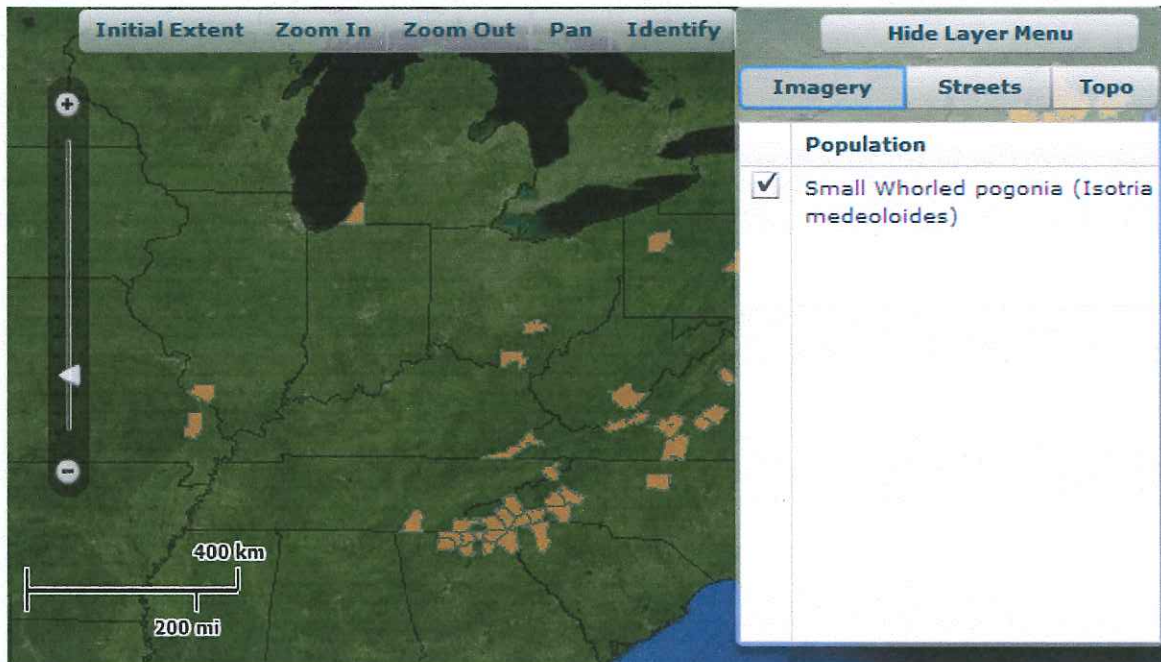 Initial Extent Zoom In Zoom Out Pan Identify
Hide Layer Menu
Imagery Streets Topo
Population
Small Whorled pogonia (Isotria
medeoloides)
400 km
200 mi